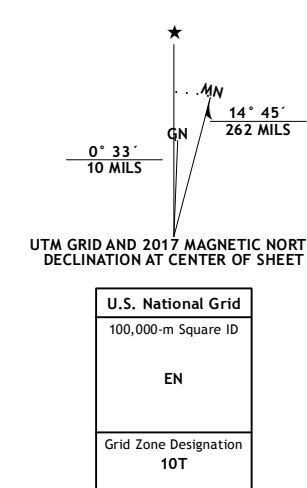 ★
MN
GN
14° 45´
262 MILS
0° 33´
10 MILS
UTM GRID AND 2017 MAGNETIC NORT
DECLINATION AT CENTER OF SHEET
U.S. National Grid
100,000-m Square ID
EN
Grid Zone Designation
10T